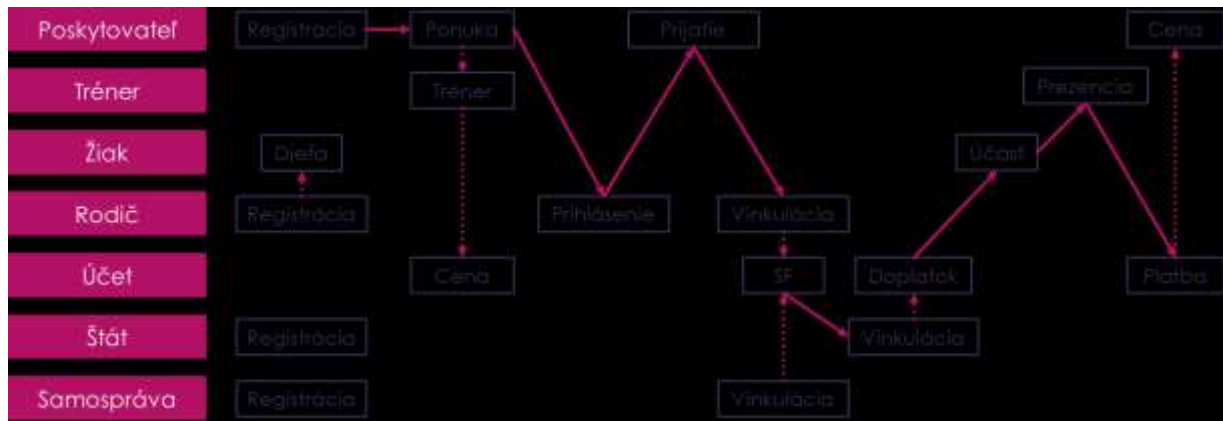 Poskytovateľ Registrácia Ponuka Prijatie Cena
Tréner Tréner Prezencia
Žiak Dieťa Účasť
Rodič Registrácia Prihlásenie Vinkulácia
Účet Cena SF Doplatok Platba
Štát Registrácia Vinkulácia
Samospráva Registrácia Vinkulácia